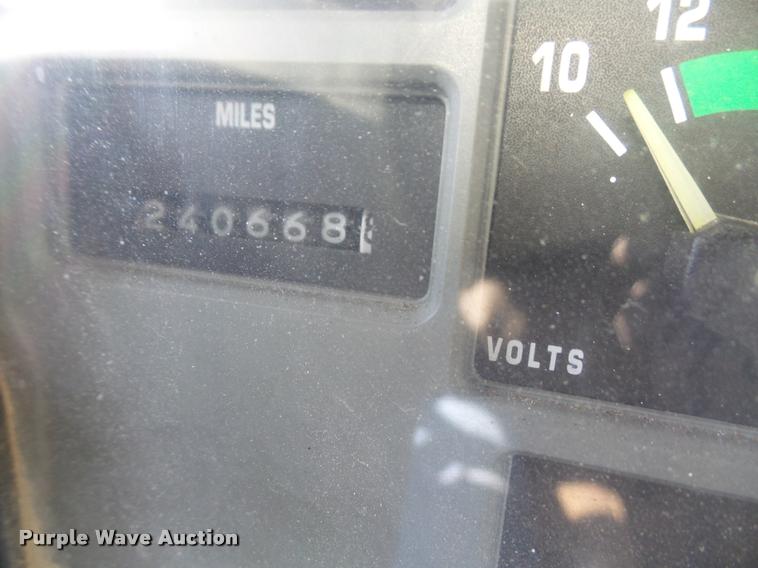 10 12
MILES
240668
VOLTS
Purple Wave Auction